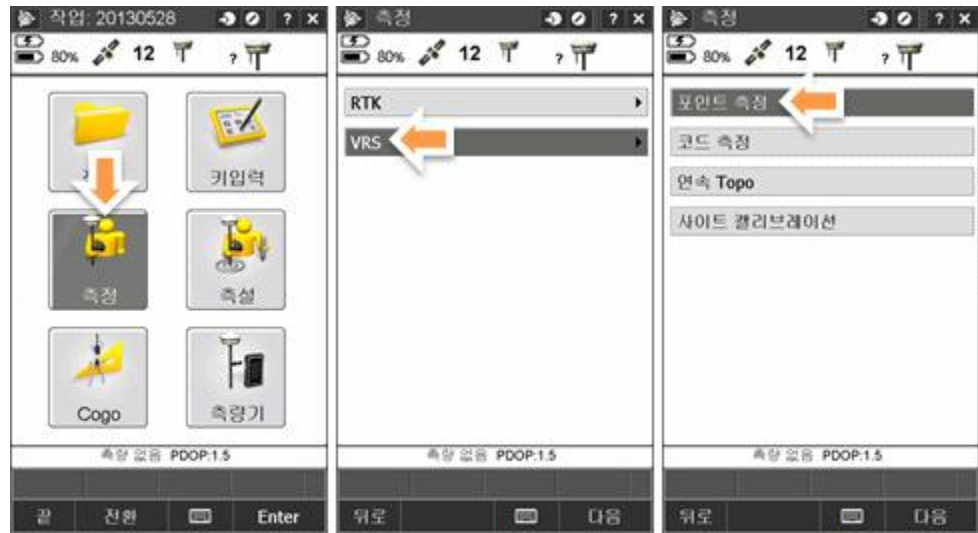 작업: 20130528
? ×
80% 12 ?
키입력
측정
측설
Cogo
측량기
측량 없음 PDOP:1.5
끝 전환 Enter
측정
? ×
80% 12 ?
RTK
VRS
측량 없음 PDOP:1.5
뒤로 다음
측정
? ×
80% 12 ?
포인트 측정
코드 측정
연속 Topo
사이트 캘리브레이션
측량 없음 PDOP:1.5
뒤로 다음